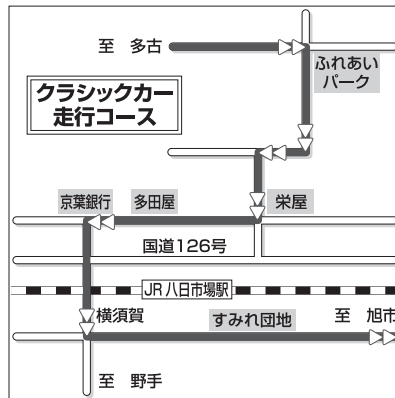 至 多古
ふれあい
パーク
クラシックカー
走行コース
京葉銀行
多田屋
栄屋
国道126号
JR八日市場駅
横須賀
すみれ団地
至 旭市
至 野手